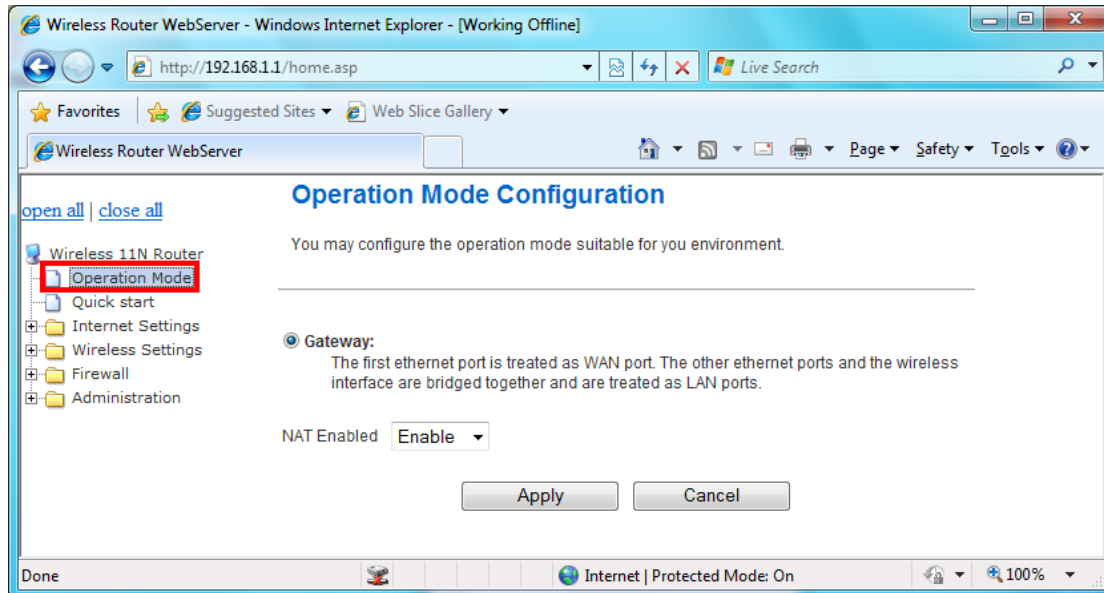 Wireless Router WebServer - Windows Internet Explorer - [Working Offline]
http://192.168.1.1/home.asp
Live Search
Favorites
Suggested Sites
Web Slice Gallery
Wireless Router WebServer
Page
Safety
Tools
open all | close all
Wireless 11N Router
Operation Mode
Quick start
Internet Settings
Wireless Settings
Firewall
Administration
Operation Mode Configuration
You may configure the operation mode suitable for you environment.
Gateway:
The first ethernet port is treated as WAN port. The other ethernet ports and the wireless
interface are bridged together and are treated as LAN ports.
NAT Enabled Enable
Apply Cancel
Done
Internet | Protected Mode: On
100%